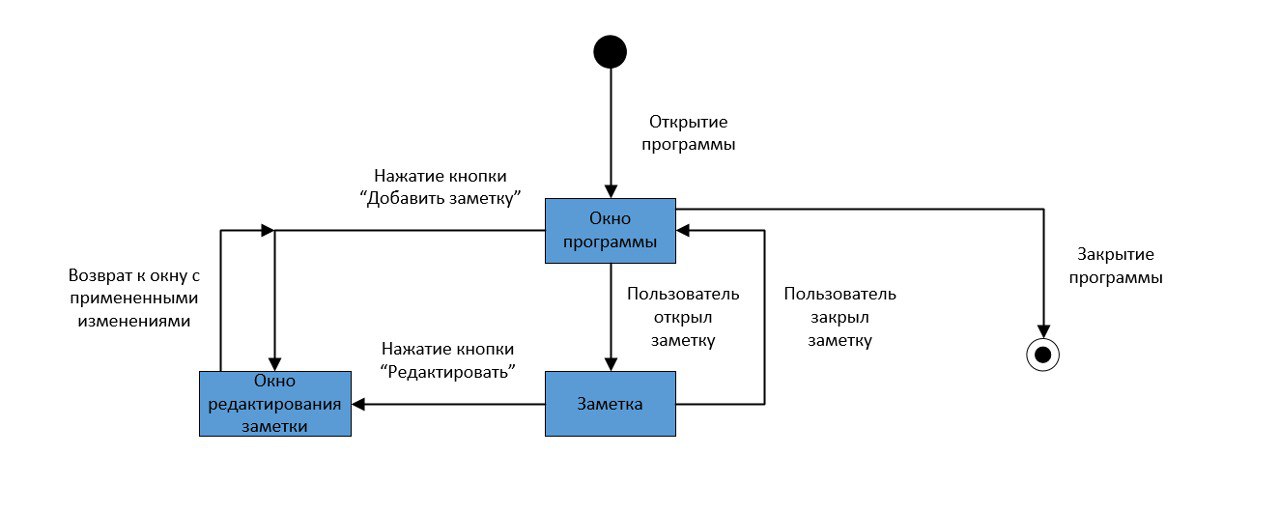 Открытие
программы
Нажатие кнопки
“Добавить заметку”
Окно
программы
Закрытие
программы
Возврат к окну с
примененными
изменениями
Пользователь
открыл
заметку
Пользователь
закрыл
заметку
Нажатие кнопки
“Редактировать”
Окно
редактирования
заметки
Заметка